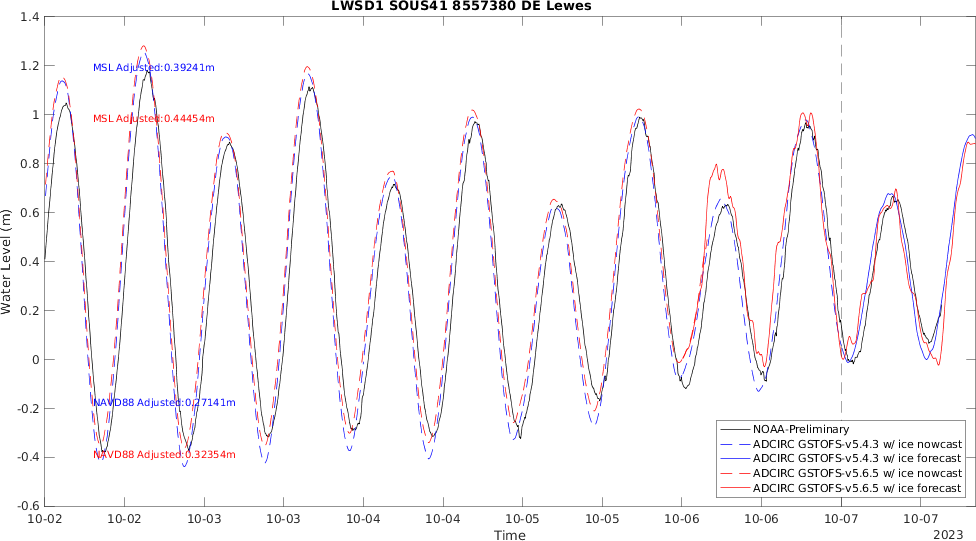 LWSD1 SOUS41 8557380 DE Lewes
1.4
1.2
1
0.8
0.6
0.4
0.2
0
-0.2
-0.4
-0.6
Water Level (m)
MSL Adjusted:0.39241m
MSL Adjusted:0.44454m
NAVD88 Adjusted:0.27141m
NAVD88 Adjusted:0.32354m
NOAA-Preliminary
ADCIRC GSTOFS-v5.4.3 w/ ice nowcast
ADCIRC GSTOFS-v5.4.3 w/ ice forecast
ADCIRC GSTOFS-v5.6.5 w/ ice nowcast
ADCIRC GSTOFS-v5.6.5 w/ ice forecast
10-02 10-02 10-03 10-03 10-04 10-04 10-05 10-05 10-06 10-06 10-07 10-07
Time
2023